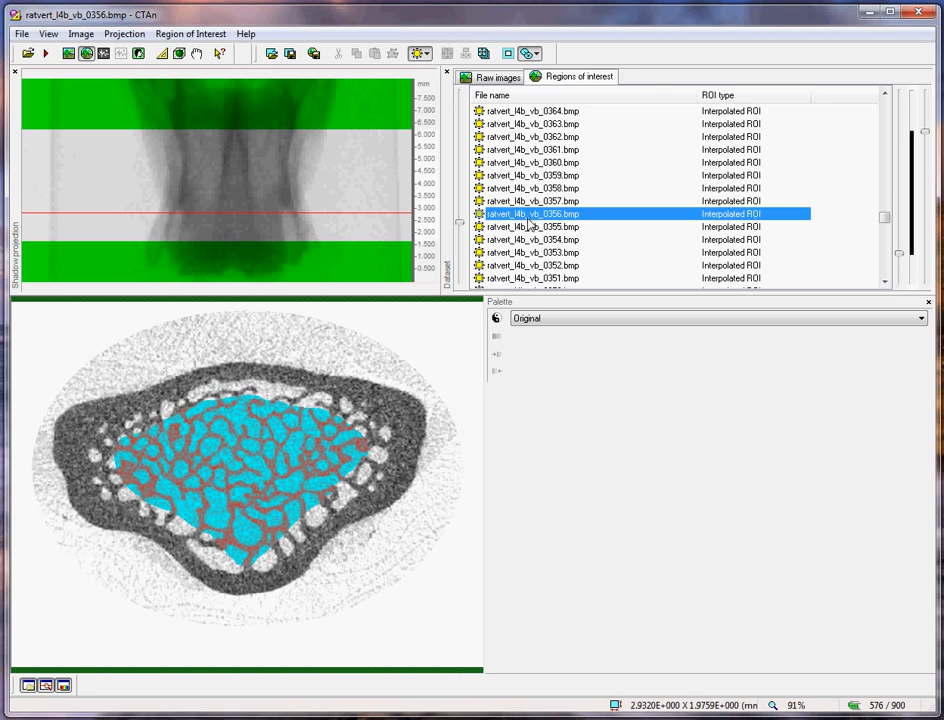 ratvert_l4b_vb_0356.bmp - CTAn
File View Image Projection Region of Interest Help
Raw images Regions of interest
mm
7.500
7.000
6.500
6.000
5.500
5.000
4.500
4.000
3.500
3.000
2.500
2.000
1.500
1.000
0.500
Shadow projection
Dataset
File name ROI type
ratvert_l4b_vb_0364.bmp Interpolated ROI
ratvert_l4b_vb_0363.bmp Interpolated ROI
ratvert_l4b_vb_0362.bmp Interpolated ROI
ratvert_l4b_vb_0361.bmp Interpolated ROI
ratvert_l4b_vb_0360.bmp Interpolated ROI
ratvert_l4b_vb_0359.bmp Interpolated ROI
ratvert_l4b_vb_0358.bmp Interpolated ROI
ratvert_l4b_vb_0357.bmp Interpolated ROI
ratvert_l4b_vb_0356.bmp Interpolated ROI
ratvert_l4b_vb_0355.bmp Interpolated ROI
ratvert_l4b_vb_0354.bmp Interpolated ROI
ratvert_l4b_vb_0353.bmp Interpolated ROI
ratvert_l4b_vb_0352.bmp Interpolated ROI
ratvert_l4b_vb_0351.bmp Interpolated ROI
Palette
Original
2.9320E+000 X 1.9759E+000 (mn 91% 576 / 900